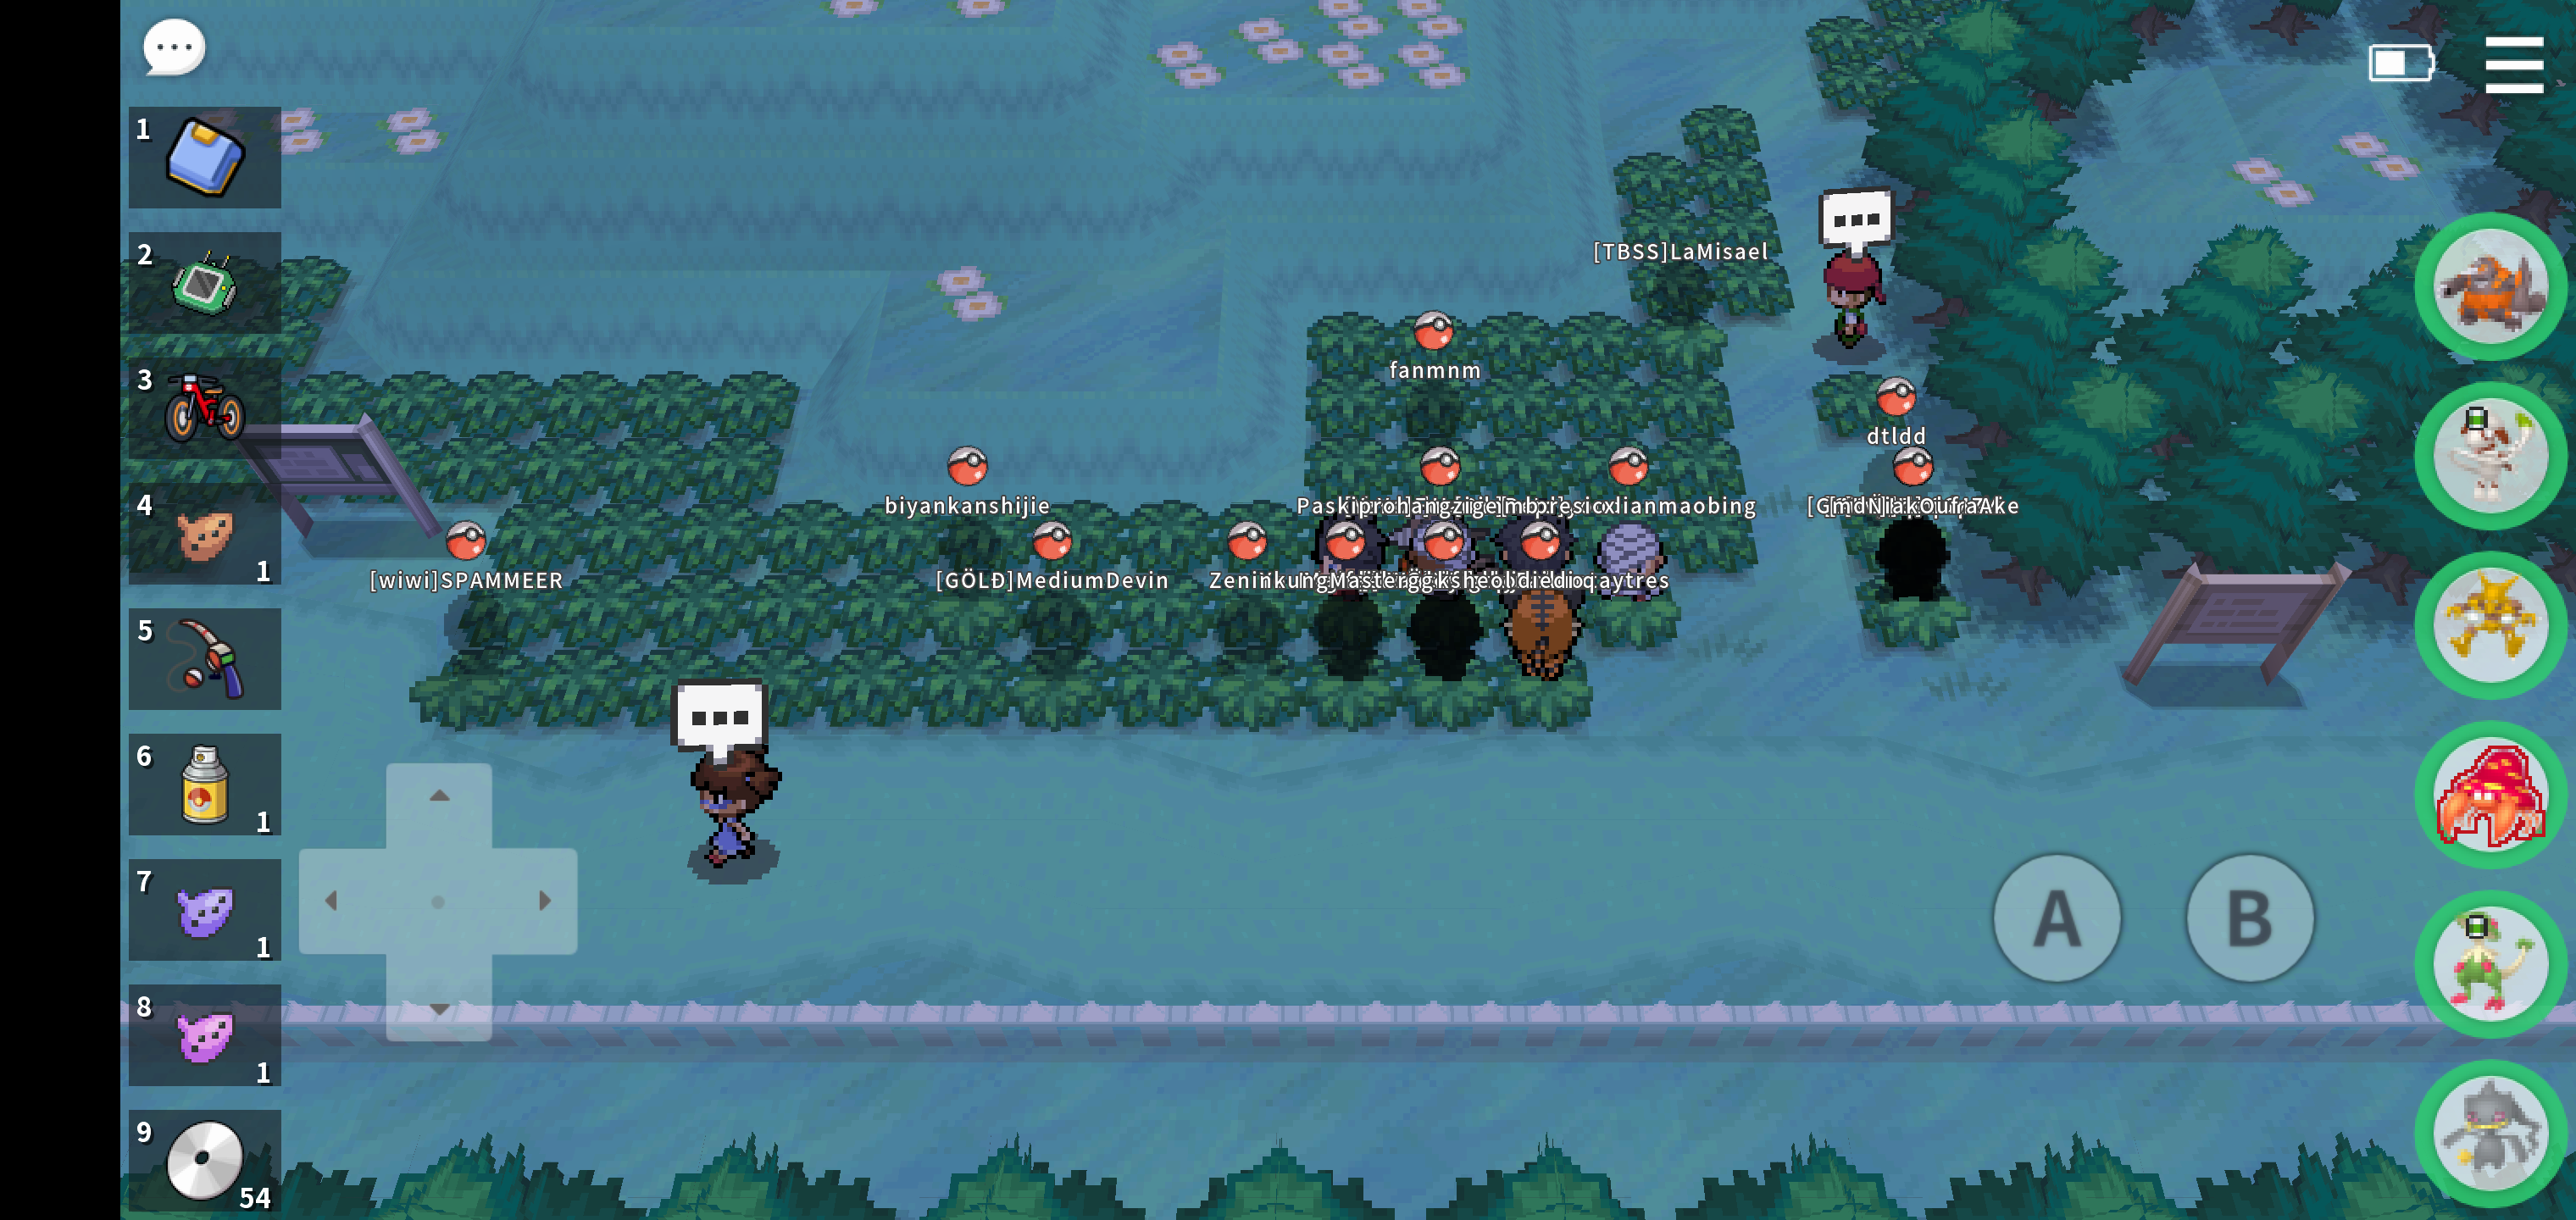 1
2
3
4
1
5
6
1
7
1
8
1
9
54
[TBSS]LaMisael
fanmnm
dtldd
biyankanshijie
[wiwi]SPAMMEER
[GÖLĐ]MediumDevin
A
B